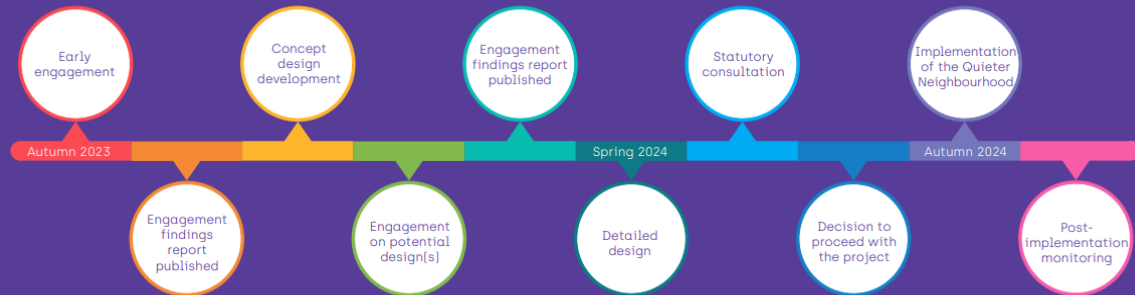 Early
engagement
Concept
design
development
Engagement
findings report
published
Statutory
consultation
Implementation
of the Quieter
Neighbourhood
Autumn 2023
Spring 2024
Autumn 2024
Engagement
findings
report
published
Engagement
on potential
design(s)
Detailed
design
Decision to
proceed with
the project
Post-
implementation
monitoring